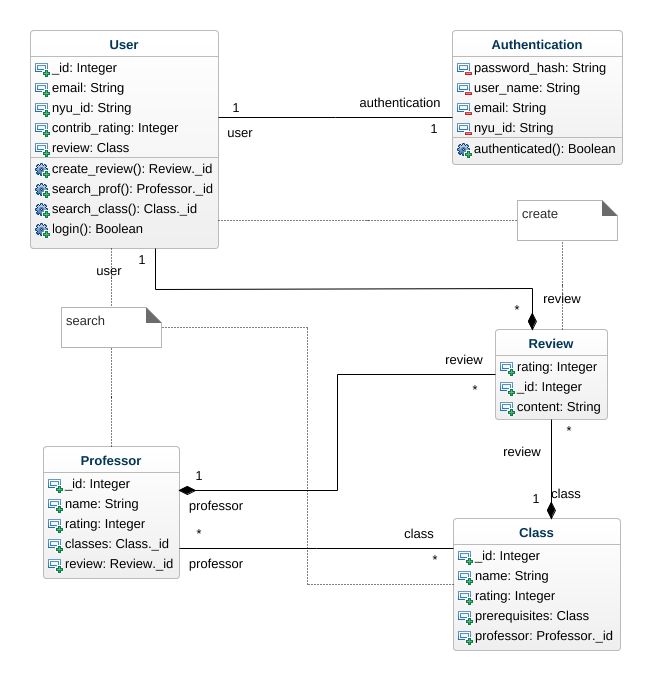 User
_id: Integer
email: String
nyu_id: String
contrib_rating: Integer
review: Class
create_review(): Review._id
search_prof(): Professor._id
search_class(): Class._id
login(): Boolean
Authentication
password_hash: String
user_name: String
email: String
nyu_id: String
authenticated(): Boolean
1
authentication
user
1
create
user
1
search
*
review
Review
rating: Integer
_id: Integer
content: String
review
*
*
review
1
class
Professor
_id: Integer
name: String
rating: Integer
classes: Class._id
review: Review._id
1
professor
*
class
professor
*
Class
_id: Integer
name: String
rating: Integer
prerequisites: Class
professor: Professor._id